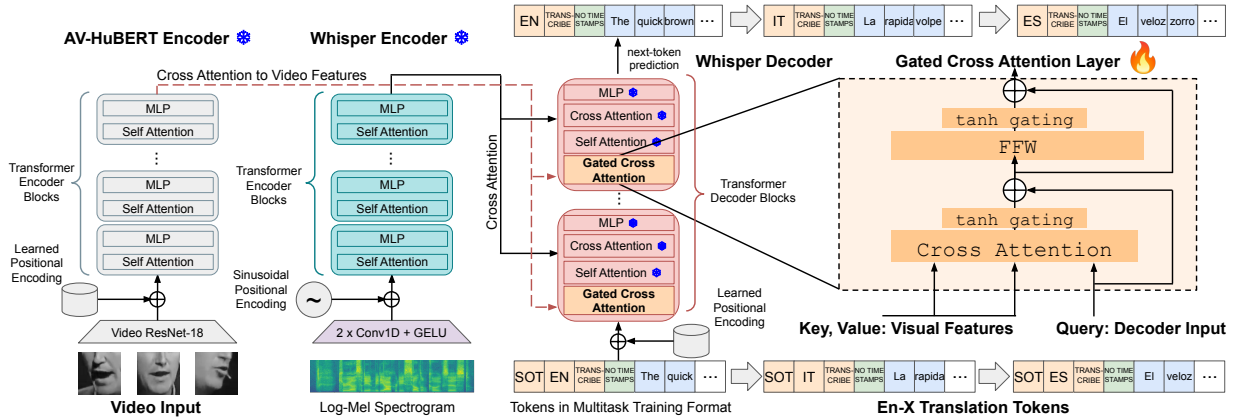 EN TRANS-CRIBE NO TIME STAMPS The quick brown ...
IT TRANS-CRIBE NO TIME STAMPS La rapida volpe ...
ES TRANS-CRIBE NO TIME STAMPS El veloz zorro ...
AV-HuBERT Encoder
Whisper Encoder
next-token
prediction
Whisper Decoder
Gated Cross Attention Layer
Cross Attention to Video Features
MLP
Self Attention
...
MLP
Self Attention
MLP
Self Attention
Transformer
Encoder
Blocks
Learned
Positional
Encoding
Video ResNet-18
Video Input
MLP
Self Attention
...
MLP
Self Attention
MLP
Self Attention
Transformer
Encoder
Blocks
Sinusoidal
Positional
Encoding
~
2 x Conv1D + GELU
Log-Mel Spectrogram
Cross Attention
MLP
Cross Attention
Self Attention
Gated Cross
Attention
...
MLP
Cross Attention
Self Attention
Gated Cross
Attention
Transformer
Decoder Blocks
Learned
Positional
Encoding
tanh gating
FFW
tanh gating
Cross Attention
Key, Value: Visual Features
Query: Decoder Input
SOT EN TRANS-CRIBE NO TIME STAMPS The quick ...
SOT IT TRANS-CRIBE NO TIME STAMPS La rapida ...
SOT ES TRANS-CRIBE NO TIME STAMPS El veloz ...
Tokens in Multitask Training Format
En-X Translation Tokens